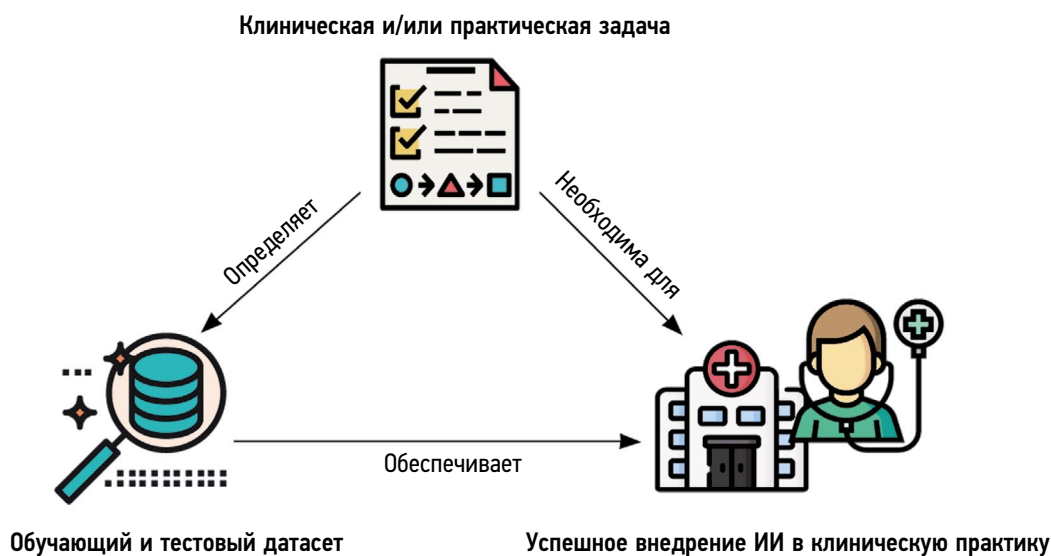 Клиническая и/или практическая задача
Определяет
Необходима для
Обеспечивает
Обучающий и тестовый датасет
Успешное внедрение ИИ в клиническую практику